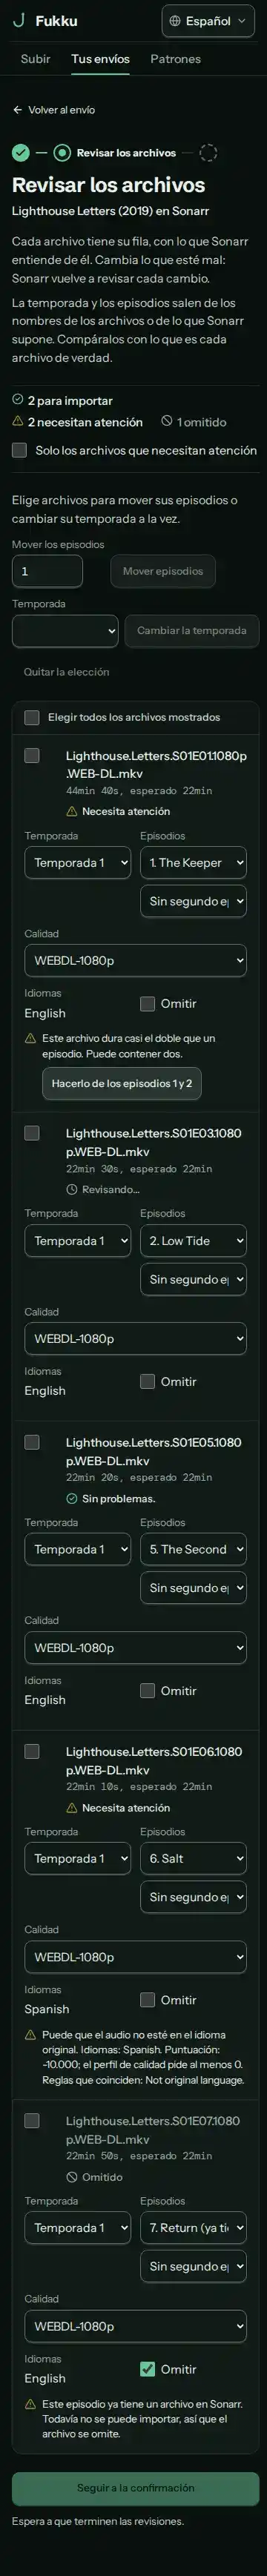 Fukku
Español
Subir
Tus envíos
Patrones
Volver al envío
Revisar los archivos
Revisar los archivos
Lighthouse Letters (2019) en Sonarr
Cada archivo tiene su fila, con lo que Sonarr
entiende de él. Cambia lo que esté mal:
Sonarr vuelve a revisar cada cambio.
La temporada y los episodios salen de los
nombres de los archivos o de lo que Sonarr
supone. Compáralos con lo que es cada
archivo de verdad.
2 para importar
2 necesitan atención
1 omitido
Solo los archivos que necesitan atención
Elige archivos para mover sus episodios o
cambiar su temporada a la vez.
Mover los episodios
1
Mover episodios
Temporada
Cambiar la temporada
Quitar la elección
Elegir todos los archivos mostrados
Lighthouse.Letters.S01E01.1080p
.WEB-DL.mkv
44min 40s, esperado 22min
Necesita atención
Temporada
Episodios
Temporada 1
1. The Keeper
Sin segundo e
Calidad
WEBDL-1080p
Idiomas
English
Omitir
Este archivo dura casi el doble que un
episodio. Puede contener dos.
Hacerlo de los episodios 1 y 2
Lighthouse.Letters.S01E03.1080
p.WEB-DL.mkv
22min 30s, esperado 22min
Revisando...
Temporada
Episodios
Temporada 1
2. Low Tide
Sin segundo e
Calidad
WEBDL-1080p
Idiomas
English
Omitir
Lighthouse.Letters.S01E05.1080
p.WEB-DL.mkv
22min 20s, esperado 22min
Sin problemas.
Temporada
Episodios
Temporada 1
5. The Second
Sin segundo e
Calidad
WEBDL-1080p
Idiomas
English
Omitir
Lighthouse.Letters.S01E06.1080
p.WEB-DL.mkv
22min 10s, esperado 22min
Necesita atención
Temporada
Episodios
Temporada 1
6. Salt
Sin segundo e
Calidad
WEBDL-1080p
Idiomas
Spanish
Omitir
Puede que el audio no esté en el idioma
original. Idiomas: Spanish. Puntuación:
-10.000; el perfil de calidad pide al menos 0.
Reglas que coinciden: Not original language.
Lighthouse.Letters.S01E07.1080
p.WEB-DL.mkv
22min 50s, esperado 22min
Omitido
Temporada
Episodios
Temporada 1
7. Return (ya ti
Sin segundo e
Calidad
WEBDL-1080p
Idiomas
English
Omitir
Este episodio ya tiene un archivo en Sonarr.
Todavía no se puede importar, así que el
archivo se omite.
Seguir a la confirmación
Espera a que terminen las revisiones.